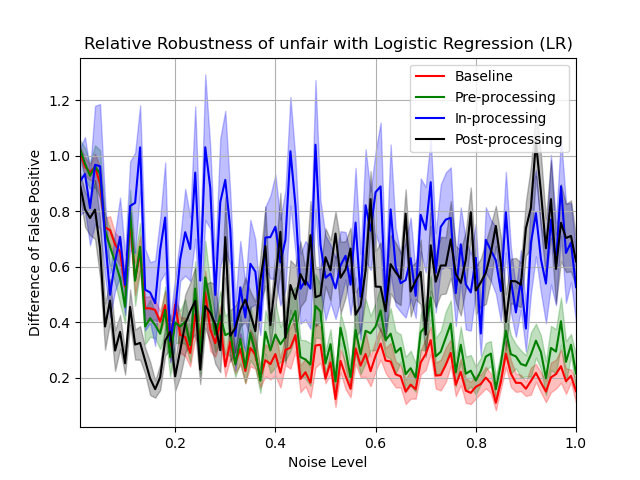 Relative Robustness of unfair with Logistic Regression (LR)
Baseline
Pre-processing
In-processing
Post-processing
Difference of False Positive
1.2
1.0
0.8
0.6
0.4
0.2
0.2 0.4 0.6 0.8 1.0
Noise Level